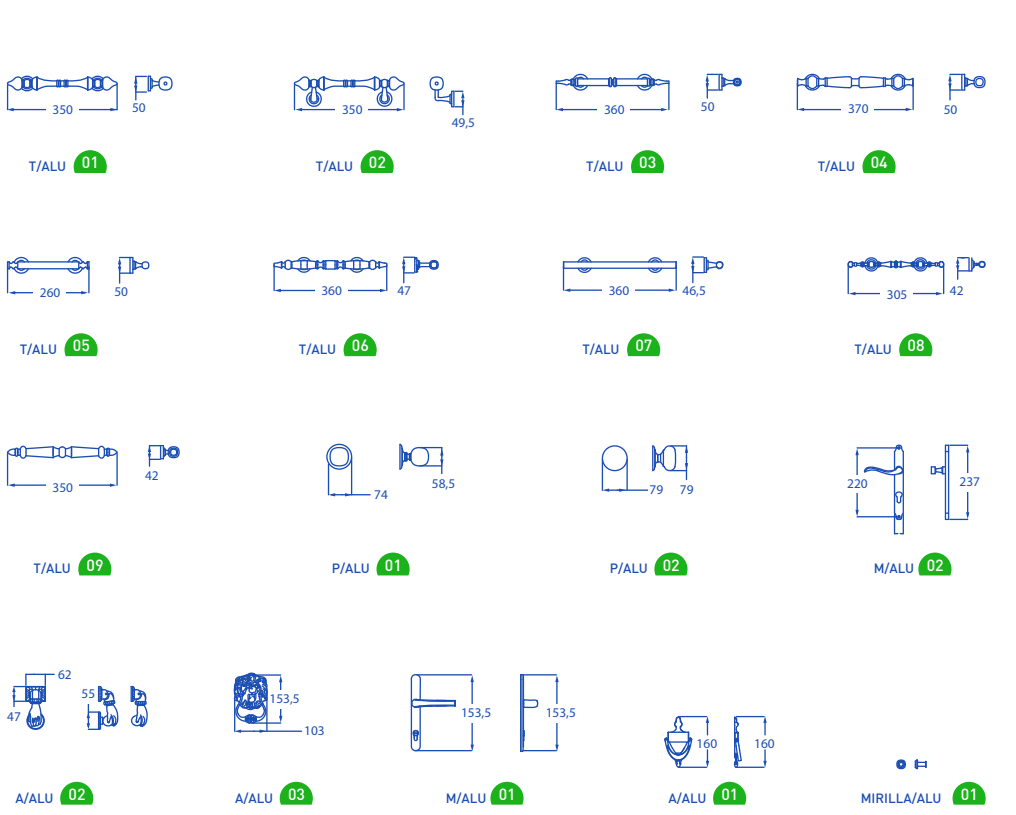 350 50 350 49,5 360 50 370 50
T/ALU 01 T/ALU 02 T/ALU 03 T/ALU 04
260 50 360 47 360 46,5 305 42
T/ALU 05 T/ALU 06 T/ALU 07 T/ALU 08
350 42 74 58,5 79 79 220 237
T/ALU 09 P/ALU 01 P/ALU 02 M/ALU 02
62 47 55 153,5 103 153,5 153,5 160 160
A/ALU 02 A/ALU 03 M/ALU 01 A/ALU 01 MIRILLA/ALU 01